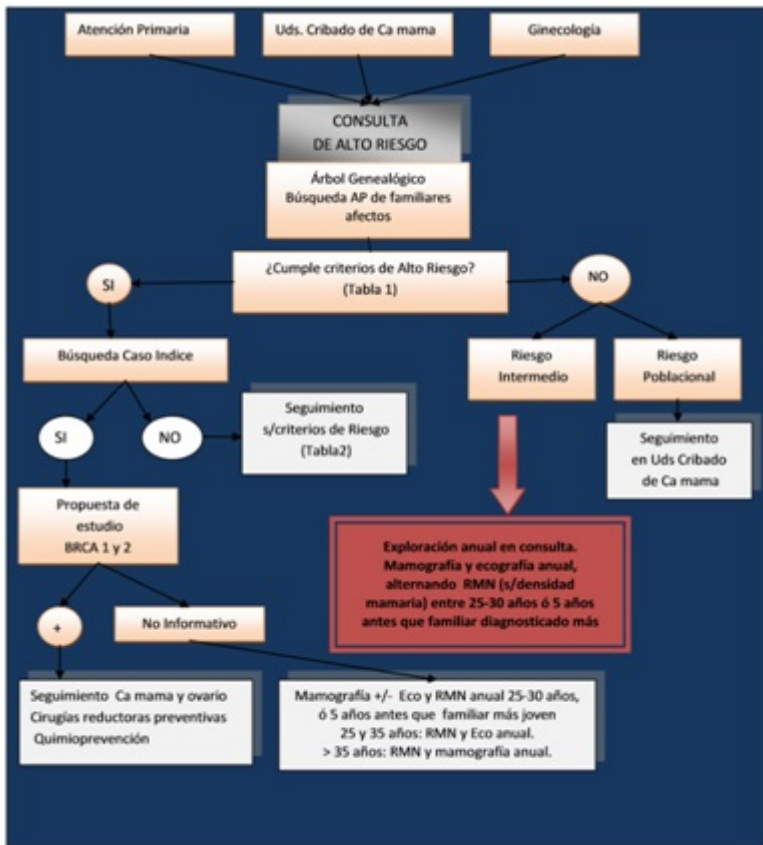 Atención Primaria
Uds. Cribado de Ca mama
Ginecología
CONSULTA
DE ALTO RIESGO
Árbol Genealógico
Búsqueda AP de familiares
afectos
¿Cumple criterios de Alto Riesgo?
(Tabla 1)
SI
NO
Búsqueda Caso Indice
Riesgo
Intermedio
Riesgo
Poblacional
SI
NO
Seguimiento
s/criterios de Riesgo
(Tabla2)
Seguimiento
en Uds Cribado
de Ca mama
Propuesta de
estudio
BRCA 1 y 2
Exploración anual en consulta.
Mamografía y ecografía anual,
alternando RMN (s/densidad
mamaria) entre 25-30 años ó 5 años
antes que familiar diagnosticado más
+
No Informativo
Seguimiento Ca mama y ovario
Cirugías reductoras preventivas
Quimioprevención
Mamografía +/- Eco y RMN anual 25-30 años,
ó 5 años antes que familiar más joven
25 y 35 años: RMN y Eco anual.
> 35 años: RMN y mamografía anual.